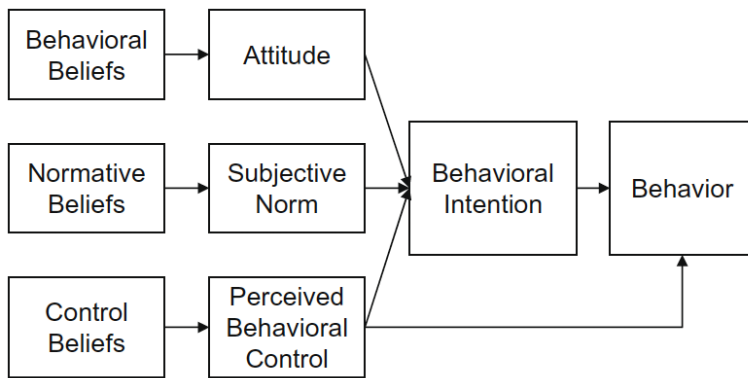 Behavioral
Beliefs
Attitude
Normative
Beliefs
Subjective
Norm
Behavioral
Intention
Behavior
Control
Beliefs
Perceived
Behavioral
Control